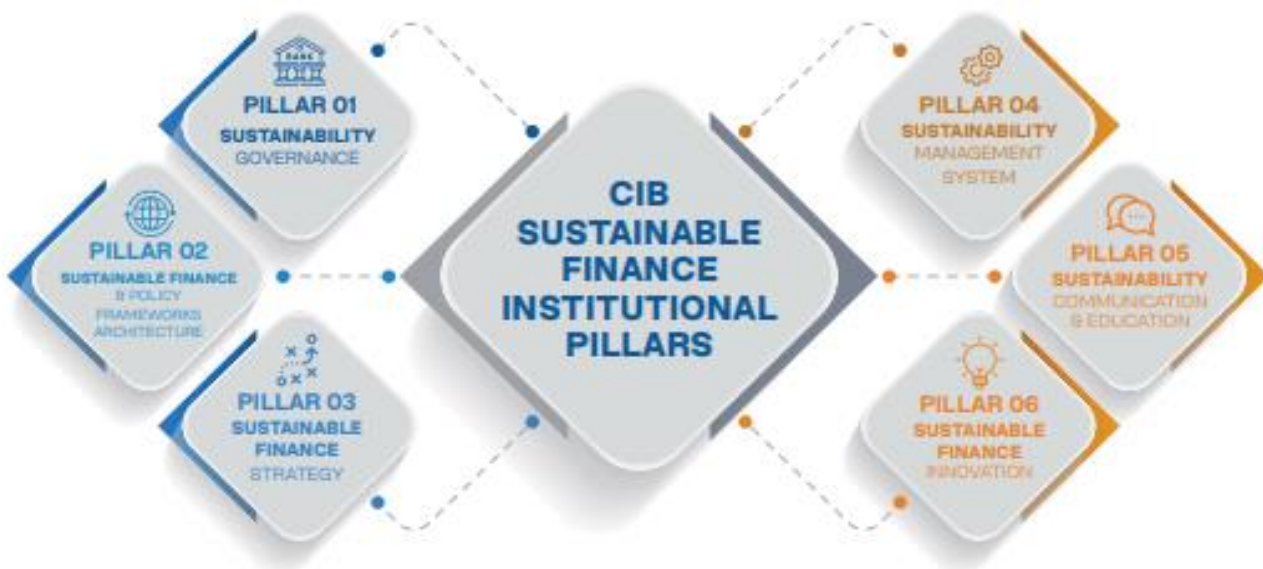 BANK
PILLAR 01
SUSTAINABILITY
GOVERNANCE
PILLAR 02
SUSTAINABLE FINANCE
& POLICY
FRAMEWORKS
ARCHITECTURE
PILLAR 03
SUSTAINABLE
FINANCE
STRATEGY
CIB
SUSTAINABLE
FINANCE
INSTITUTIONAL
PILLARS
PILLAR 04
SUSTAINABILITY
MANAGEMENT
SYSTEM
PILLAR 05
SUSTAINABILITY
COMMUNICATION
& EDUCATION
PILLAR 06
SUSTAINABLE
FINANCE
INNOVATION